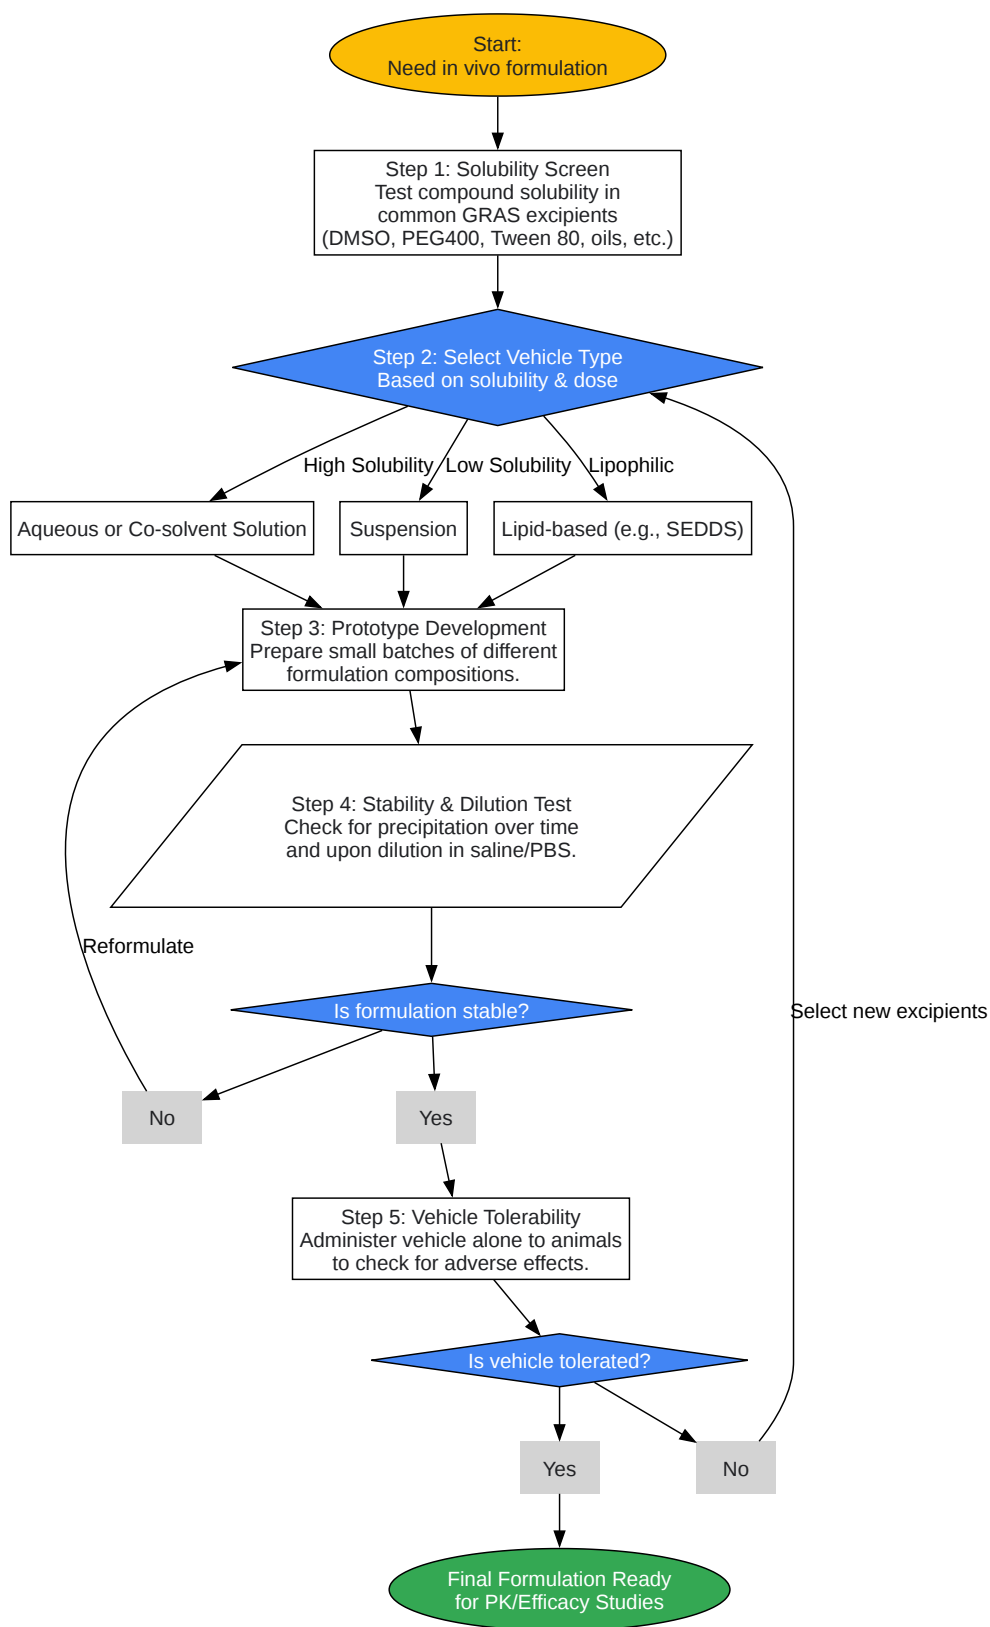 Start:
Need in vivo formulation
Step 1: Solubility Screen
Test compound solubility in
common GRAS excipients
(DMSO, PEG400, Tween 80, oils, etc.)
Step 2: Select Vehicle Type
Based on solubility & dose
High Solubility
Low Solubility
Lipophilic
Aqueous or Co-solvent Solution
Suspension
Lipid-based (e.g., SEDDS)
Step 3: Prototype Development
Prepare small batches of different
formulation compositions.
Step 4: Stability & Dilution Test
Check for precipitation over time
and upon dilution in saline/PBS.
Reformulate
Is formulation stable?
Select new excipients
No
Yes
Step 5: Vehicle Tolerability
Administer vehicle alone to animals
to check for adverse effects.
Is vehicle tolerated?
Yes
No
Final Formulation Ready
for PK/Efficacy Studies